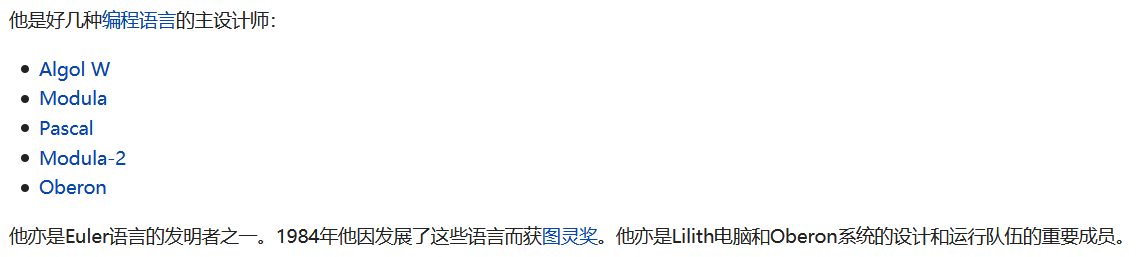 他是好几种编程语言的主设计师：
Algol W
Modula
Pascal
Modula-2
Oberon
他亦是Euler语言的发明者之一。1984年他因发展了这些语言而获图灵奖。他亦是Lilith电脑和Oberon系统的设计和运行队伍的重要成员。